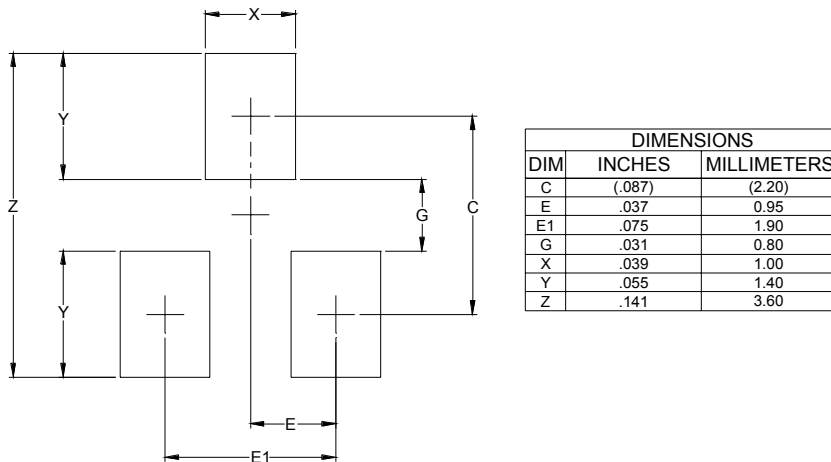 X
Y
Z
G
C
Y
E
E1
DIMENSIONS
DIM INCHES MILLIMETERS
C (.087) (2.20)
E .037 0.95
E1 .075 1.90
G .031 0.80
X .039 1.00
Y .055 1.40
Z .141 3.60